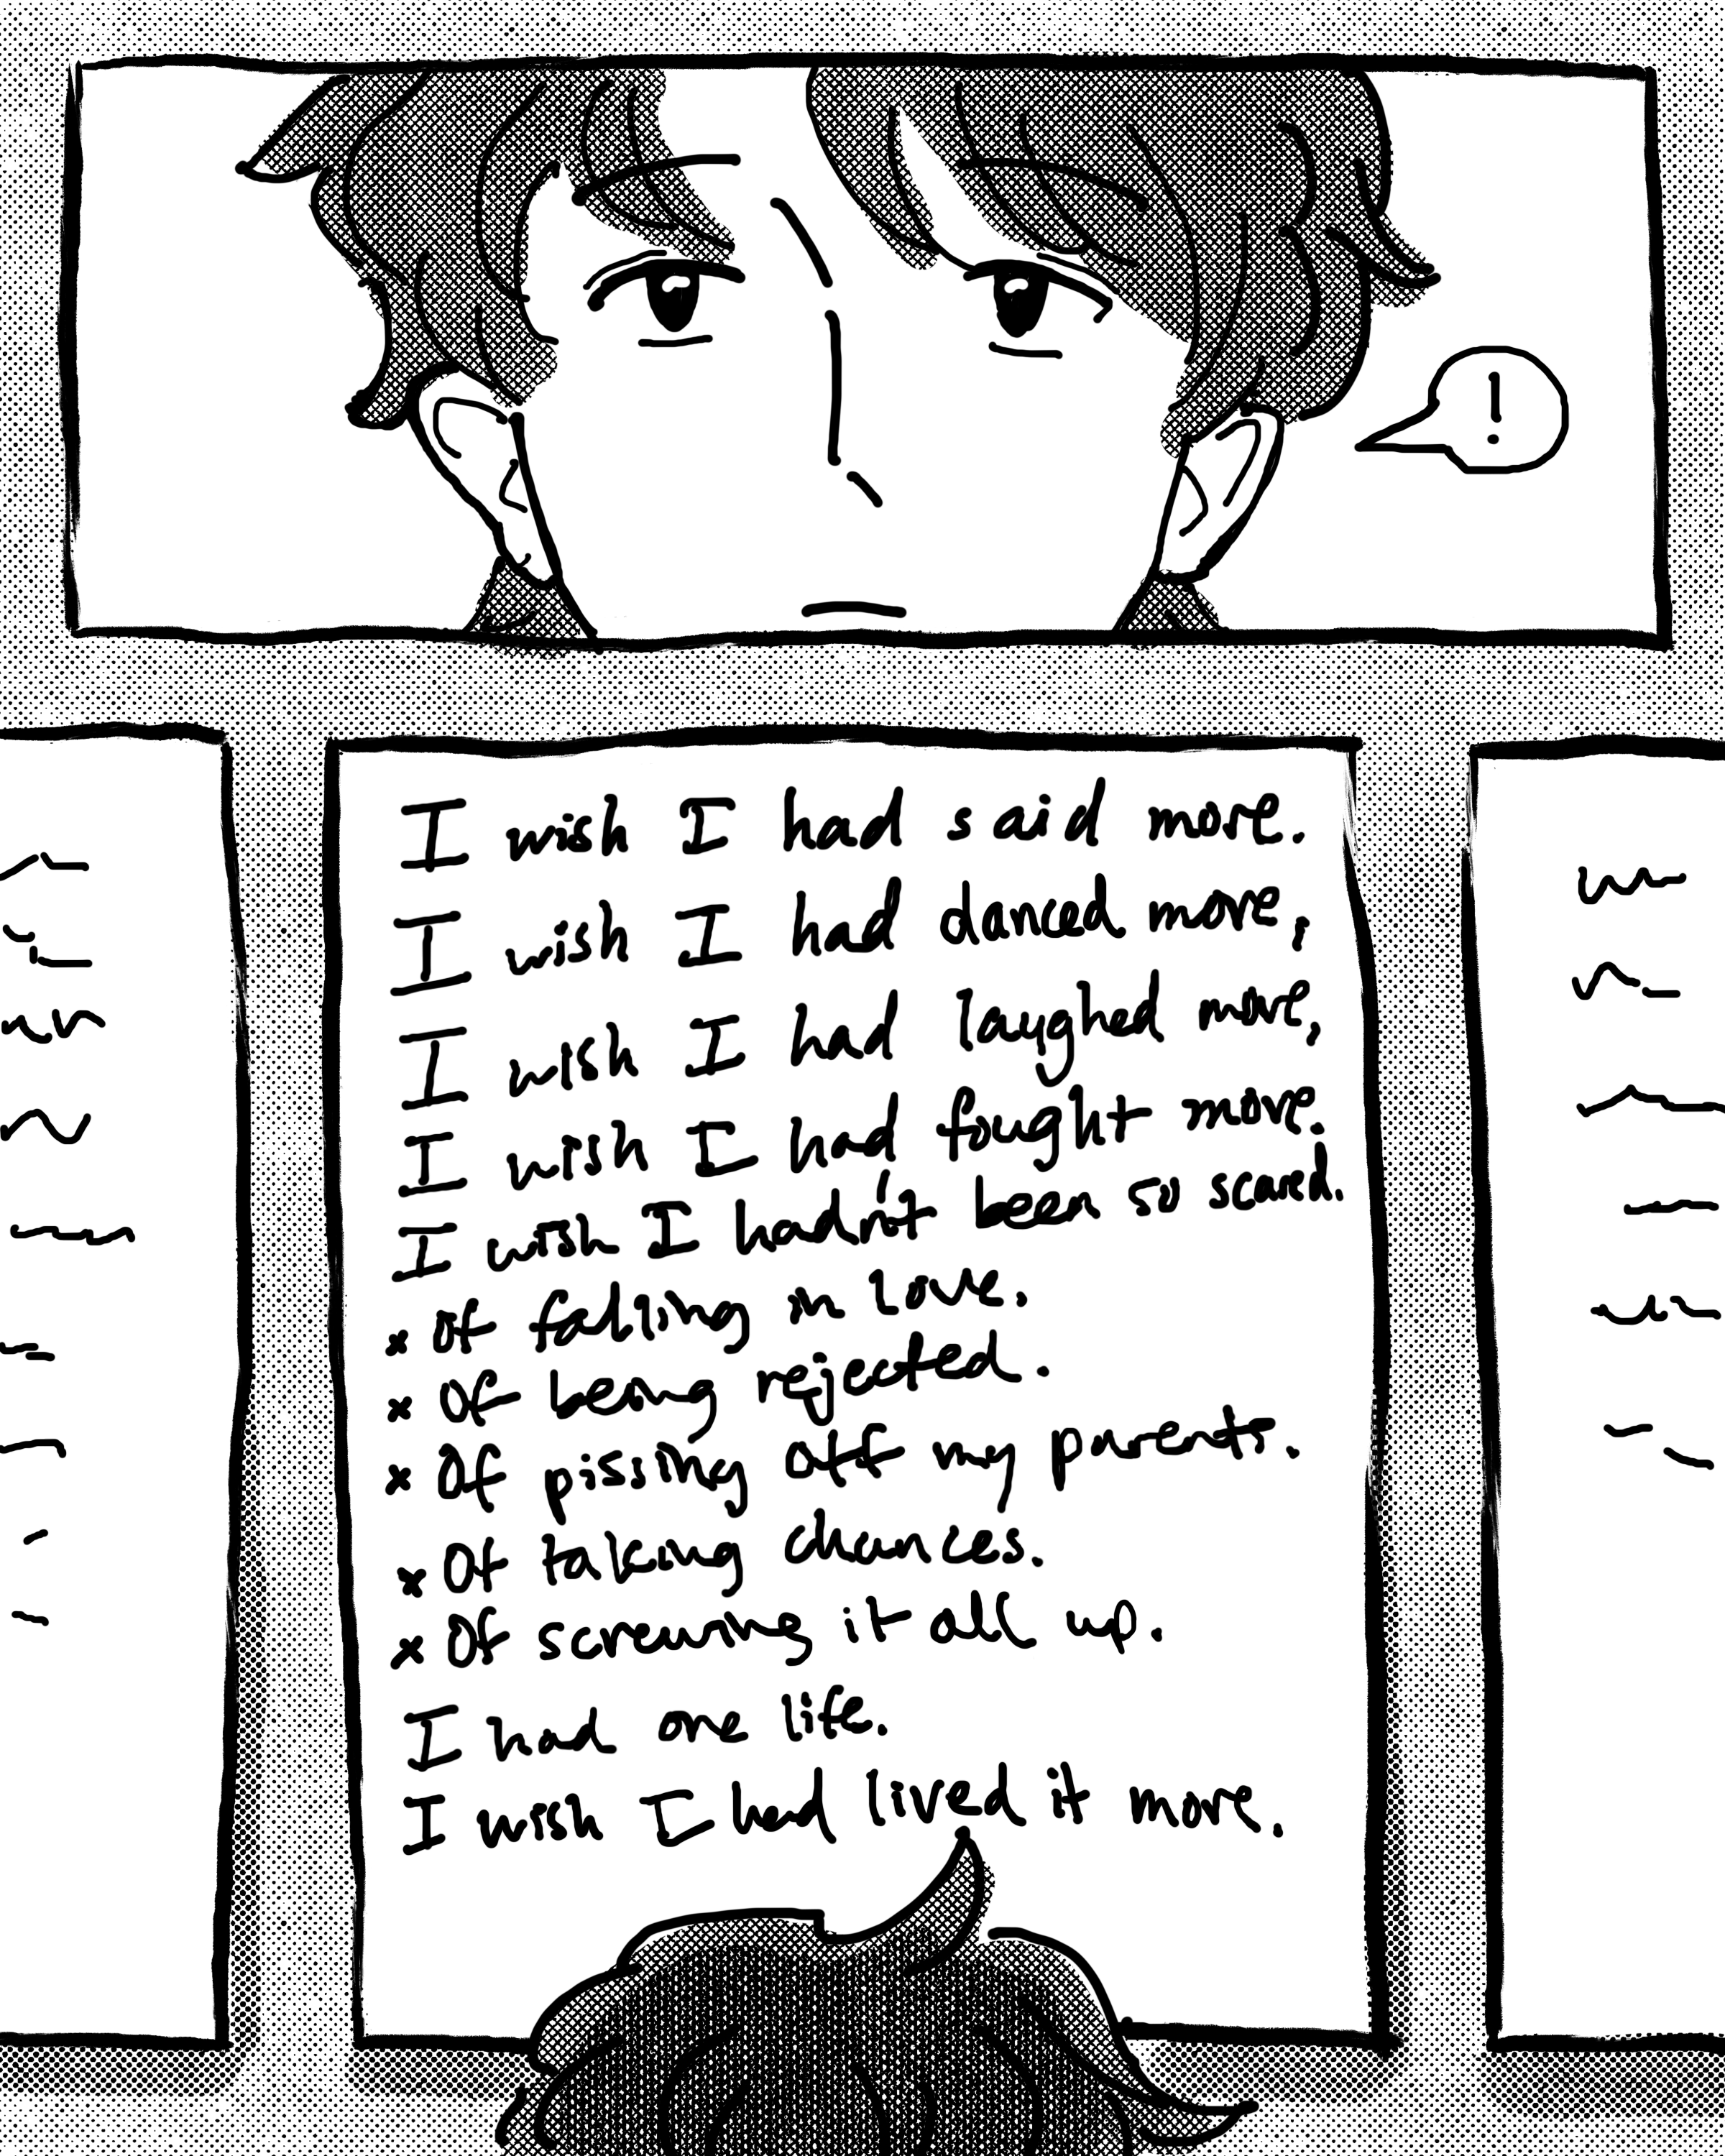 !
I wish I had said more.
I wish I had danced more,
I wish I had laughed more,
I wish I had fought more.
I wish I hadn't been so scared.
x Of falling in love.
x Of being rejected.
x Of pissing off my parents.
x Of taking chances.
x Of screwing it all up.
I had one life.
I wish I had lived it more.